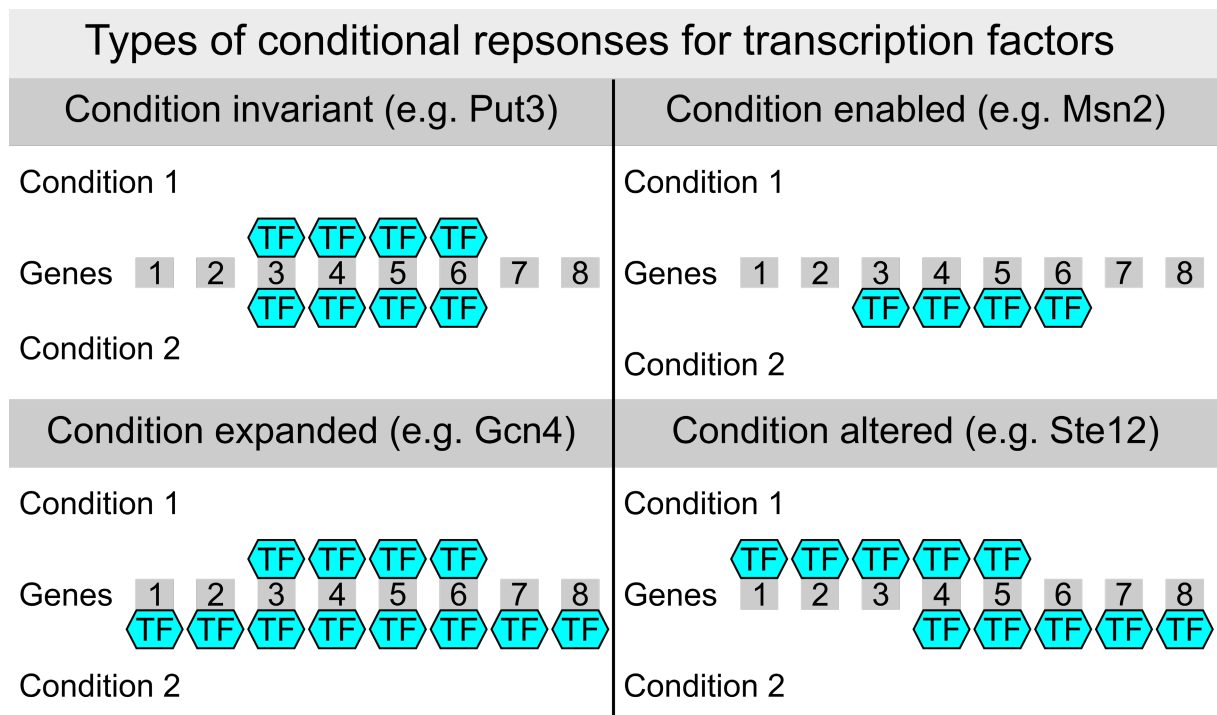 Types of conditional repsonses for transcription factors
Condition invariant (e.g. Put3)
Condition 1
TF TF TF TF
Genes 1 2 3 4 5 6 7 8
TF TF TF TF
Condition 2
Condition enabled (e.g. Msn2)
Condition 1
1 2 3 4 5 6 7 8
Genes
TF TF TF TF
Condition 2
Condition expanded (e.g. Gcn4)
Condition 1
TF TF TF TF
Genes 1 2 3 4 5 6 7 8
TF TF TF TF TF TF TF TF
Condition 2
Condition altered (e.g. Ste12)
Condition 1
TF TF TF TF TF
Genes 1 2 3 4 5 6 7 8
TF TF TF TF TF
Condition 2